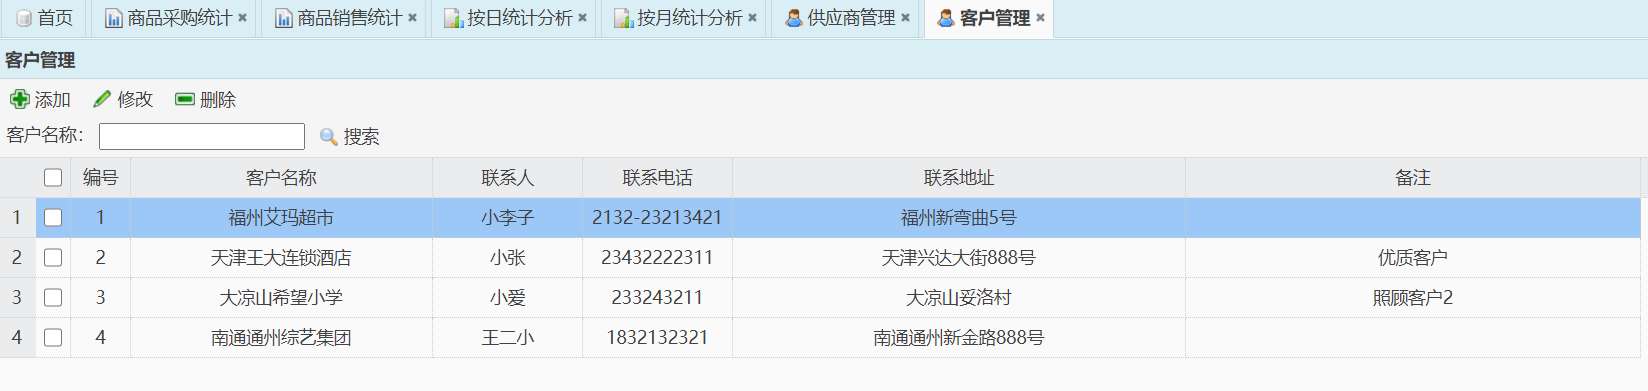 首页 商品采购统计 商品销售统计 按日统计分析 按月统计分析 供应商管理 客户管理
客户管理
添加 修改 删除
客户名称: 搜索
编号 客户名称 联系人 联系电话 联系地址 备注
1 1 福州艾玛超市 小李子 2132-23213421 福州新弯曲5号
2 2 天津王大连锁酒店 小张 23432222311 天津兴达大街888号 优质客户
3 3 大凉山希望小学 小爱 233243211 大凉山妥洛村 照顾客户2
4 4 南通通州综艺集团 王二小 1832132321 南通通州新金路888号